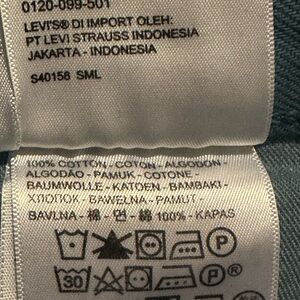 0120-099-501
LEVI'S® DI IMPORT OLEH:
PT LEVI STRAUSS INDONESIA
JAKARTA - INDONESIA
S40158 SML
100% COTTON - COTON - ALGODON -
ALGODÃO - PAMUK - COTONE -
BAUMWOLLE - KATOEN - BAMBAKI -
ХЛОПОК - BAWEŁNA - PAMUT -
BAVLNA - 棉 - 면 - 綿 100% - KAPAS
P
30
P ®